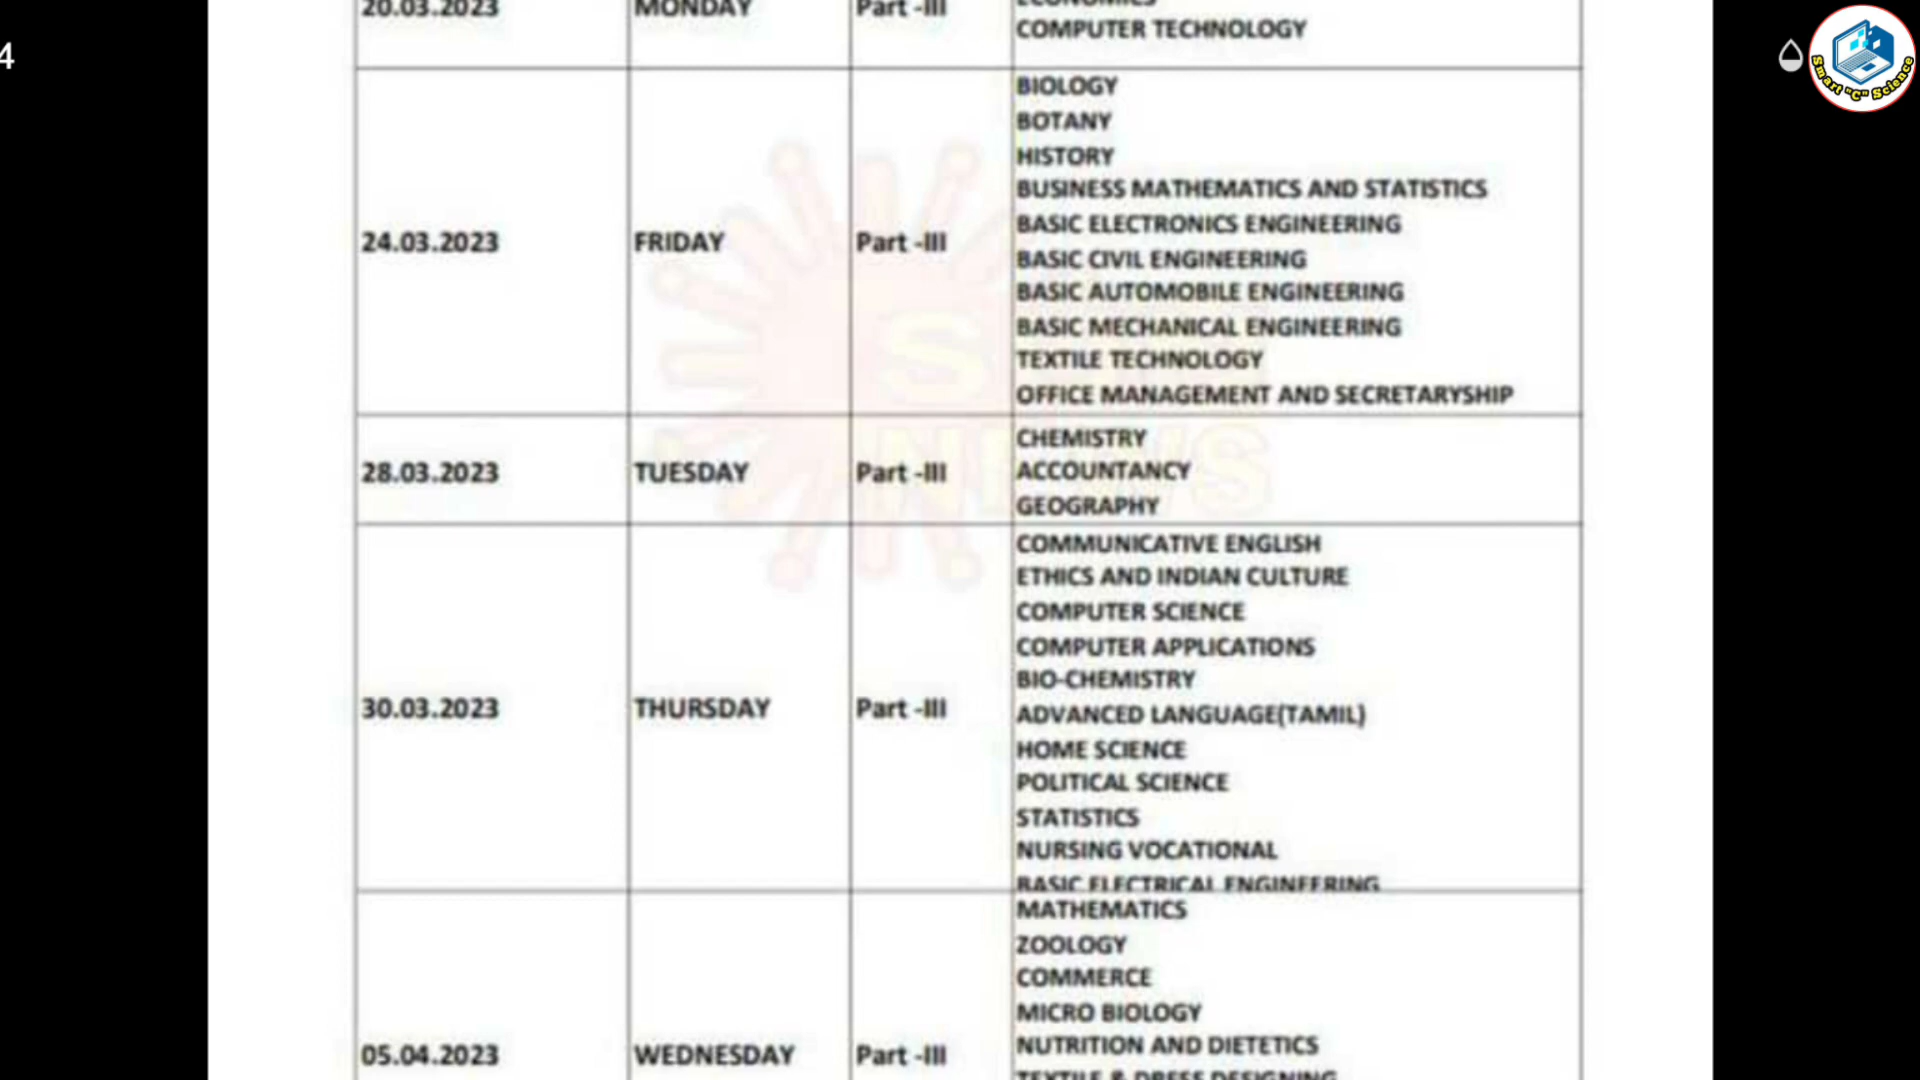 4
20.03.2023 MONDAY Part -III ECONOMICS
COMPUTER TECHNOLOGY
BIOLOGY
BOTANY
HISTORY
BUSINESS MATHEMATICS AND STATISTICS
BASIC ELECTRONICS ENGINEERING
24.03.2023 FRIDAY Part -III
BASIC CIVIL ENGINEERING
BASIC AUTOMOBILE ENGINEERING
BASIC MECHANICAL ENGINEERING
TEXTILE TECHNOLOGY
OFFICE MANAGEMENT AND SECRETARYSHIP
CHEMISTRY
28.03.2023 TUESDAY Part -III ACCOUNTANCY
GEOGRAPHY
COMMUNICATIVE ENGLISH
ETHICS AND INDIAN CULTURE
COMPUTER SCIENCE
COMPUTER APPLICATIONS
BIO-CHEMISTRY
30.03.2023 THURSDAY Part -III ADVANCED LANGUAGE(TAMIL)
HOME SCIENCE
POLITICAL SCIENCE
STATISTICS
NURSING VOCATIONAL
BASIC ELECTRICAL ENGINEERING
MATHEMATICS
ZOOLOGY
COMMERCE
MICRO BIOLOGY
05.04.2023 WEDNESDAY Part -III NUTRITION AND DIETETICS
TEXTILE & DRESS DESIGNING
Smart "C" Science
NEWS